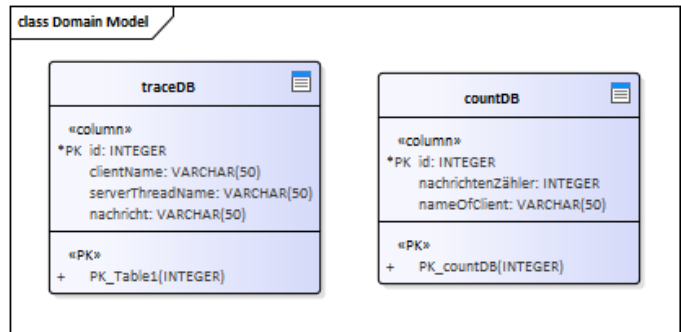 class Domain Model
traceDB
«column»
*PK id: INTEGER
clientName: VARCHAR(50)
serverThreadName: VARCHAR(50)
nachricht: VARCHAR(50)
«PK»
+ PK_Table1(INTEGER)
countDB
«column»
*PK id: INTEGER
nachrichtenZähler: INTEGER
nameOfClient: VARCHAR(50)
«PK»
+ PK_countDB(INTEGER)